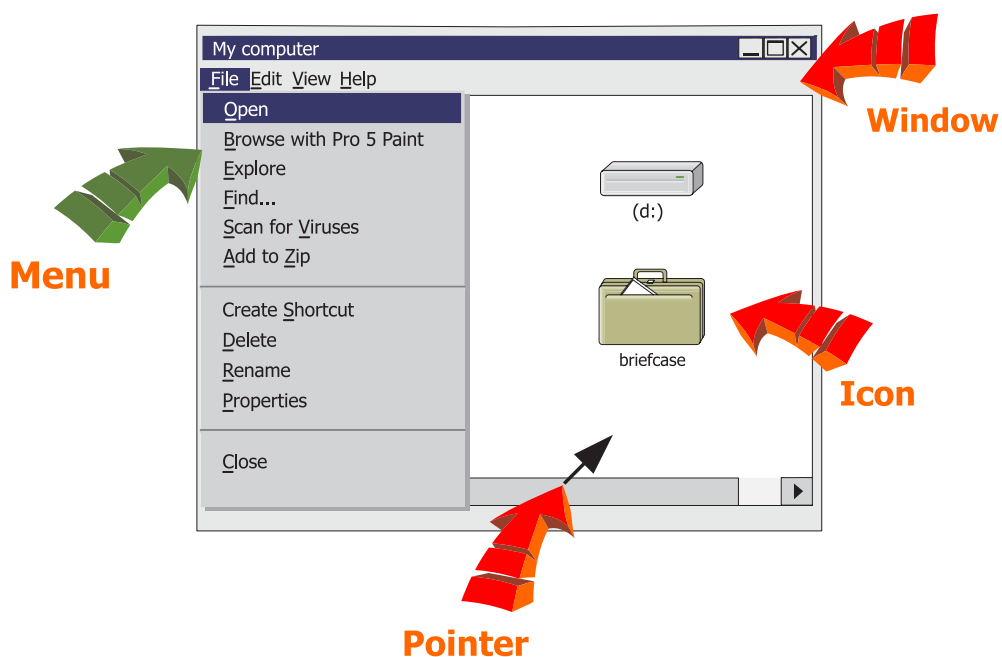 My computer
File Edit View Help
Window
Open
Browse with Pro 5 Paint
Explore
Find...
Scan for Viruses
Add to Zip
(d:)
Menu
Create Shortcut
Delete
Rename
Properties
briefcase
Icon
Close
Pointer